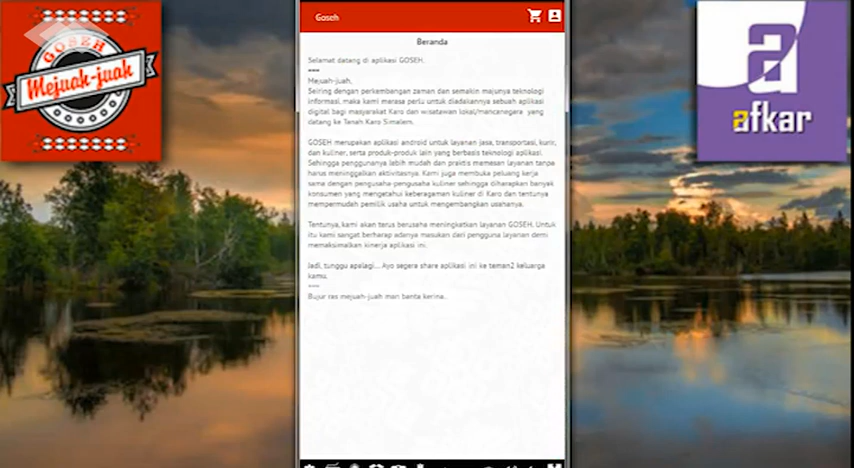 GOSEH
Mejuah-juah
a
afkar
Goseh
Beranda
Selamat datang di aplikasi GOSEH.
===
Mejuah-juah,
Seiring dengan perkembangan zaman dan semakin majunya teknologi
informasi, maka kami merasa perlu untuk diadakannya sebuah aplikasi
digital bagi masyarakat Karo dan wisatawan lokal/mancanegara yang
datang ke Tanah Karo Simalem.
GOSEH merupakan aplikasi android untuk layanan jasa, transportasi, kurir,
dan kuliner, serta produk-produk lain yang berbasis teknologi aplikasi.
Sehingga penggunanya lebih mudah dan praktis memesan layanan tanpa
harus meninggalkan aktivitasnya. Kami juga membuka peluang kerja
sama dengan pengusaha-pengusaha kuliner sehingga diharapkan banyak
konsumen yang mengetahui keberagamen kuliner di Karo dan tentunya
mempermudah pemilik usaha untuk mengembangkan usahanya.
Tentunya, kami akan terus berusaha meningkatkan layanan GOSEH. Untuk
itu kami sangat berharap adanya masukan dari pengguna layanan demi
memaksimalkan kinerja aplikasi ini.
Jadi, tunggu apalagi... Ayo segera share aplikasi ini ke teman2 keluarga
kamu.
---
Bujur ras mejuah-juah man banta kerina.